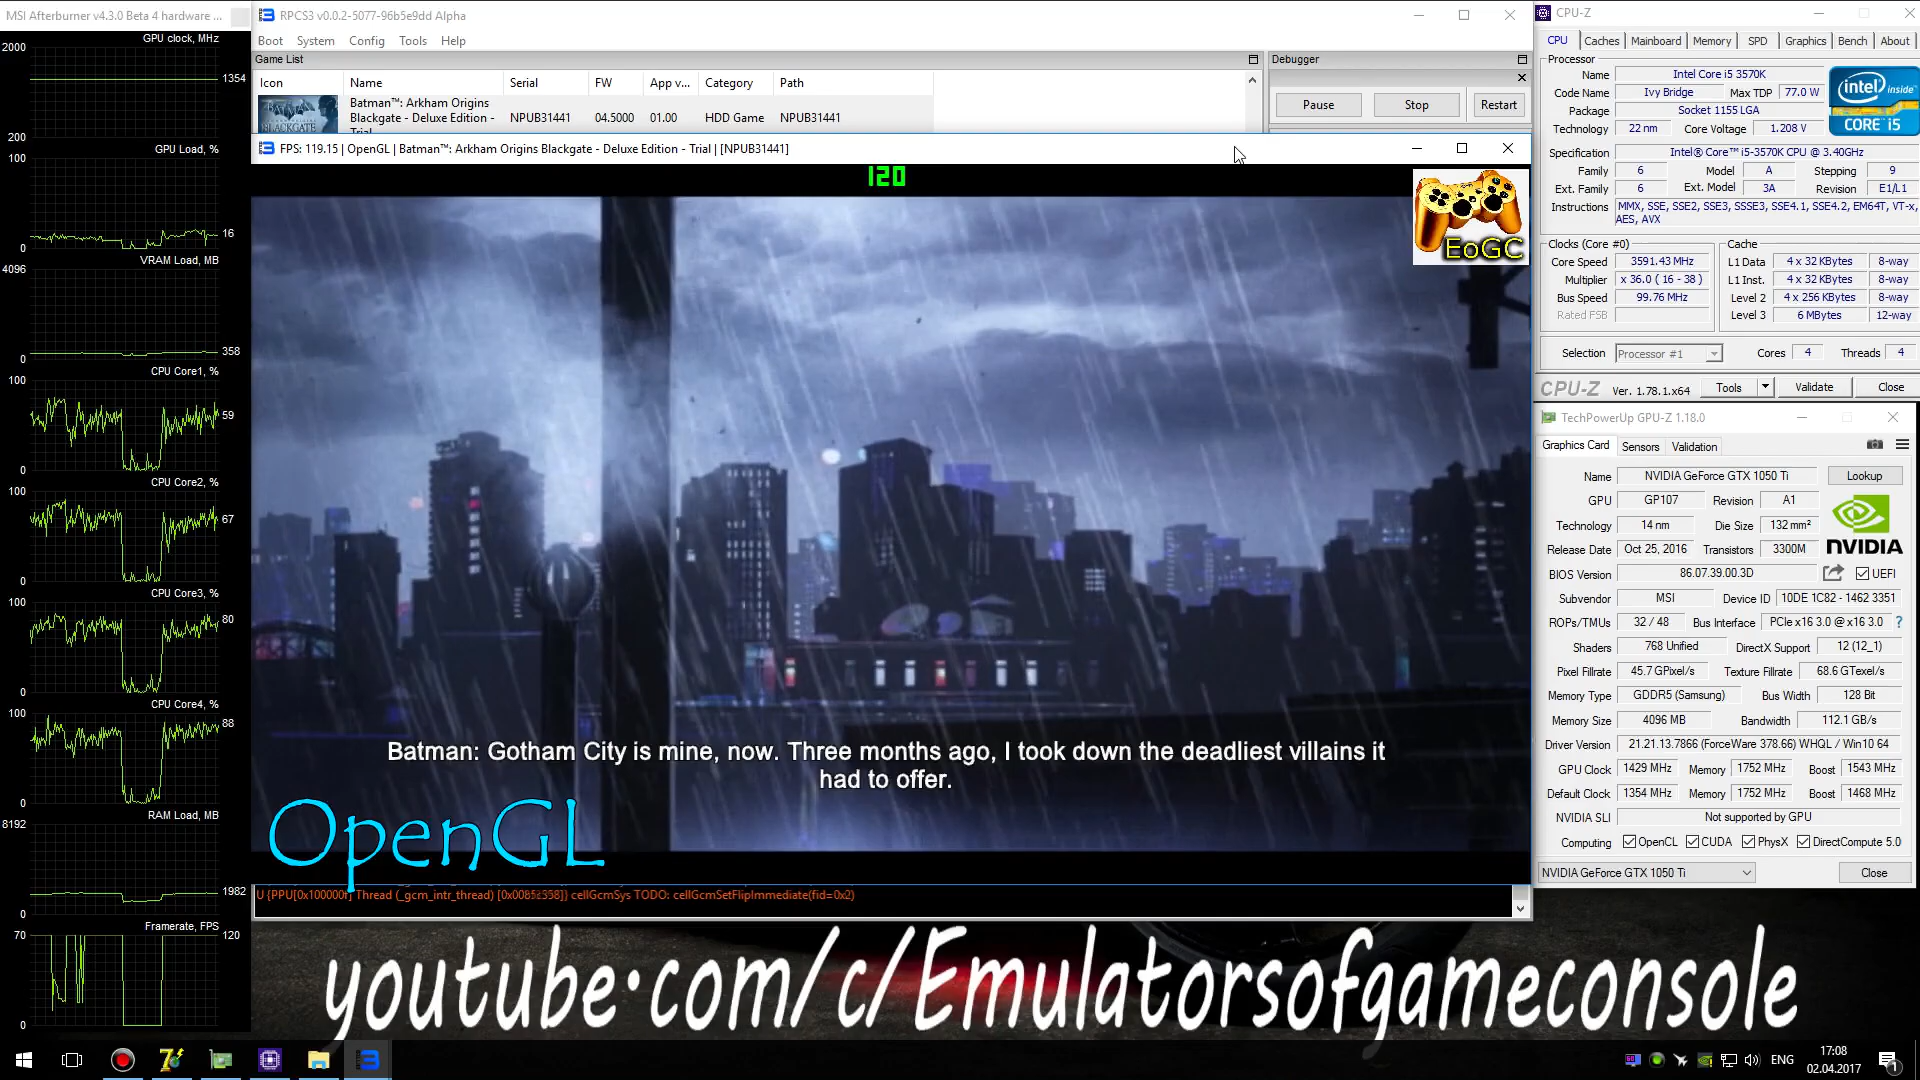 MSI Afterburner v4.3.0 Beta 4 hardware ...
GPU clock, MHz
2000
1354
200
GPU Load, %
100
16
0
VRAM Load, MB
4096
358
0
CPU Core1, %
100
59
0
CPU Core2, %
100
67
0
CPU Core3, %
100
80
0
CPU Core4, %
100
88
0
RAM Load, MB
8192
1982
0
Framerate, FPS
70
120
0
RPCS3 v0.0.2-5077-96b5e9dd Alpha
Boot System Config Tools Help
Game List
Icon Name Serial FW App v... Category Path
Batman™: Arkham Origins
Blackgate - Deluxe Edition -
NPUB31441 04.5000 01.00 HDD Game NPUB31441
Debugger
Pause Stop Restart
FPS: 119.15 | OpenGL | Batman™: Arkham Origins Blackgate - Deluxe Edition - Trial | [NPUB31441]
120
EoGC
Batman: Gotham City is mine, now. Three months ago, I took down the deadliest villains it
had to offer.
OpenGL
U {PPU[0x100000f] Thread (_gcm_intr_thread) [0x0085c358]} cellGcmSys TODO: cellGcmSetFlipImmediate(fid=0x2)
youtube.com/c/Emulatorsofgameconsole
CPU-Z
CPU Caches Mainboard Memory SPD Graphics Bench About
Processor
Name Intel Core i5 3570K
Code Name Ivy Bridge Max TDP 77.0 W
Package Socket 1155 LGA
Technology 22 nm Core Voltage 1.208 V
Specification Intel® Core™ i5-3570K CPU @ 3.40GHz
Family 6 Model A Stepping 9
Ext. Family 6 Ext. Model 3A Revision E1/L1
Instructions MMX, SSE, SSE2, SSE3, SSSE3, SSE4.1, SSE4.2, EM64T, VT-x,
AES, AVX
intel inside™
CORE i5
Clocks (Core #0)
Core Speed 3591.43 MHz
Multiplier x 36.0 ( 16 - 38 )
Bus Speed 99.76 MHz
Rated FSB
Cache
L1 Data 4 x 32 KBytes 8-way
L1 Inst. 4 x 32 KBytes 8-way
Level 2 4 x 256 KBytes 8-way
Level 3 6 MBytes 12-way
Selection Processor #1 Cores 4 Threads 4
CPU-Z Ver. 1.78.1.x64 Tools Validate Close
TechPowerUp GPU-Z 1.18.0
Graphics Card Sensors Validation
Name NVIDIA GeForce GTX 1050 Ti Lookup
GPU GP107 Revision A1
Technology 14 nm Die Size 132 mm²
Release Date Oct 25, 2016 Transistors 3300M
NVIDIA
BIOS Version 86.07.39.00.3D UEFI
Subvendor MSI Device ID 10DE 1C82 - 1462 3351
ROPs/TMUs 32 / 48 Bus Interface PCIe x16 3.0 @ x16 3.0 ?
Shaders 768 Unified DirectX Support 12 (12_1)
Pixel Fillrate 45.7 GPixel/s Texture Fillrate 68.6 GTexel/s
Memory Type GDDR5 (Samsung) Bus Width 128 Bit
Memory Size 4096 MB Bandwidth 112.1 GB/s
Driver Version 21.21.13.7866 (ForceWare 378.66) WHQL / Win10 64
GPU Clock 1429 MHz Memory 1752 MHz Boost 1543 MHz
Default Clock 1354 MHz Memory 1752 MHz Boost 1468 MHz
NVIDIA SLI Not supported by GPU
Computing OpenCL CUDA PhysX DirectCompute 5.0
NVIDIA GeForce GTX 1050 Ti Close
ENG
17:08
02.04.2017
1